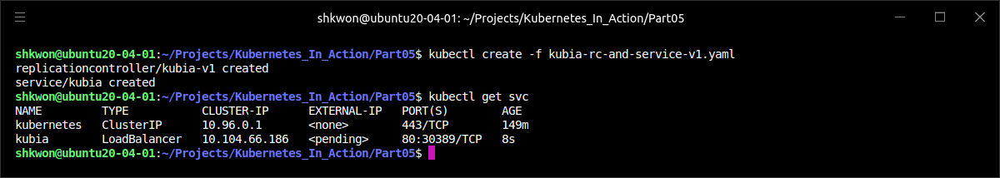 shkwon@ubuntu20-04-01: ~/Projects/Kubernetes_In_Action/Part05
shkwon@ubuntu20-04-01:~/Projects/Kubernetes_In_Action/Part05$ kubectl create -f kubia-rc-and-service-v1.yaml
replicationcontroller/kubia-v1 created
service/kubia created
shkwon@ubuntu20-04-01:~/Projects/Kubernetes_In_Action/Part05$ kubectl get svc
NAME         TYPE           CLUSTER-IP      EXTERNAL-IP   PORT(S)        AGE
kubernetes   ClusterIP      10.96.0.1       <none>        443/TCP        149m
kubia        LoadBalancer   10.104.66.186   <pending>     80:30389/TCP   8s
shkwon@ubuntu20-04-01:~/Projects/Kubernetes_In_Action/Part05$